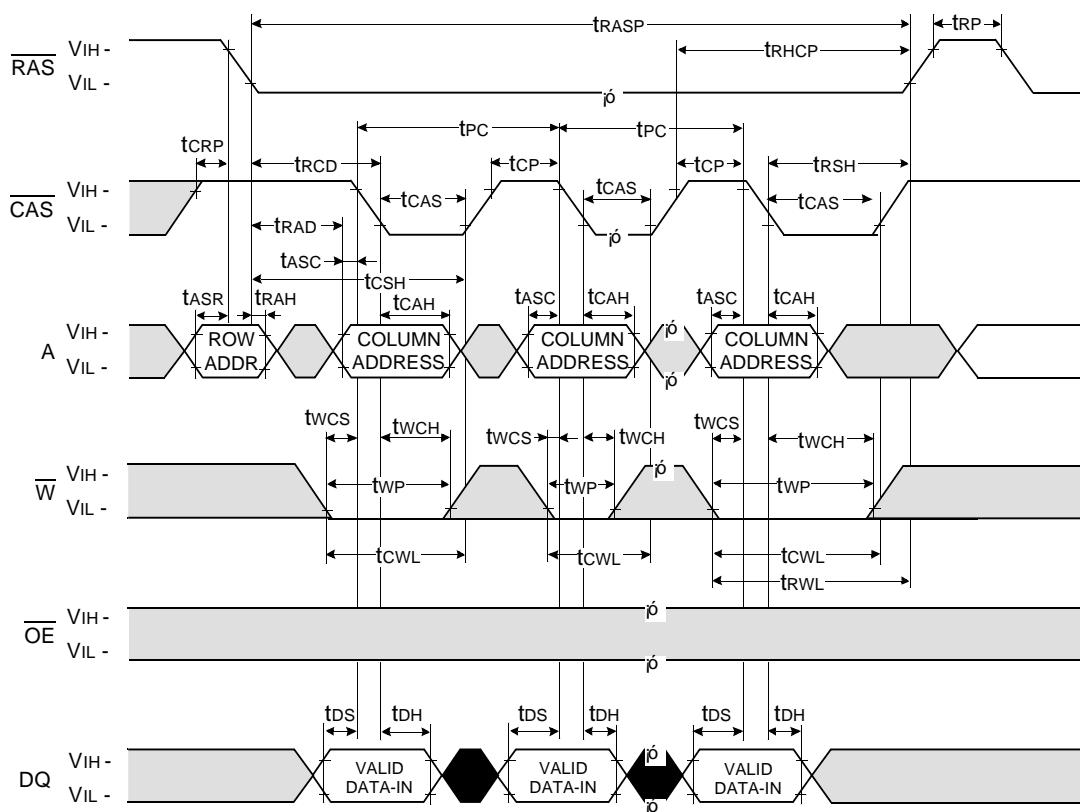 tRASP
tRP
tRHCP
RAS
VIH -
VIL -
¡ó
tCRP
tRCD
tPC
tPC
tCP
tCP
tRSH
CAS
VIH -
VIL -
tCAS
tCAS
tCAS
¡ó
tRAD
tASC
tCSH
tASR
tRAH
tCAH
tASC
tCAH
tASC
tCAH
A
VIH -
VIL -
ROW
ADDR.
COLUMN
ADDRESS
COLUMN
ADDRESS
COLUMN
ADDRESS
¡ó
¡ó
tWCS
tWCH
tWCS
tWCH
tWCS
tWCH
W
VIH -
VIL -
tWP
tWP
tWP
¡ó
tCWL
tCWL
tCWL
tRWL
OE
VIH -
VIL -
¡ó
¡ó
tDS
tDH
tDS
tDH
tDS
tDH
DQ
VIH -
VIL -
VALID
DATA-IN
VALID
DATA-IN
VALID
DATA-IN
¡ó
¡ó